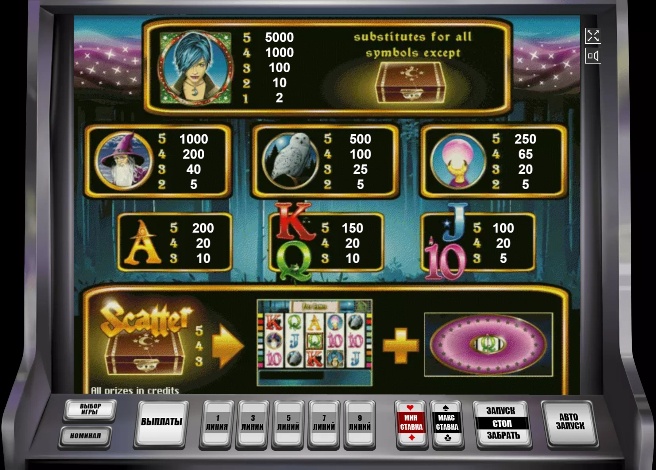 5 5000
4 1000
3 100
2 10
1 2
substitutes for all
symbols except
5 1000
4 200
3 40
2 5
5 500
4 100
3 25
2 5
5 250
4 65
3 20
2 5
A
5 200
4 20
3 10
K
Q
5 150
4 20
3 10
J
10
5 100
4 20
3 5
Scatter
5
4
3
All prizes in credits
ВЫБОР
ИГРЫ
НОМИНАЛ
ВЫПЛАТЫ
1
ЛИНИЯ
3
ЛИНИИ
5
ЛИНИЙ
7
ЛИНИЙ
9
ЛИНИЙ
МИН
СТАВКА
МАКС
СТАВКА
ЗАПУСК
СТОП
ЗАБРАТЬ
АВТО
ЗАПУСК